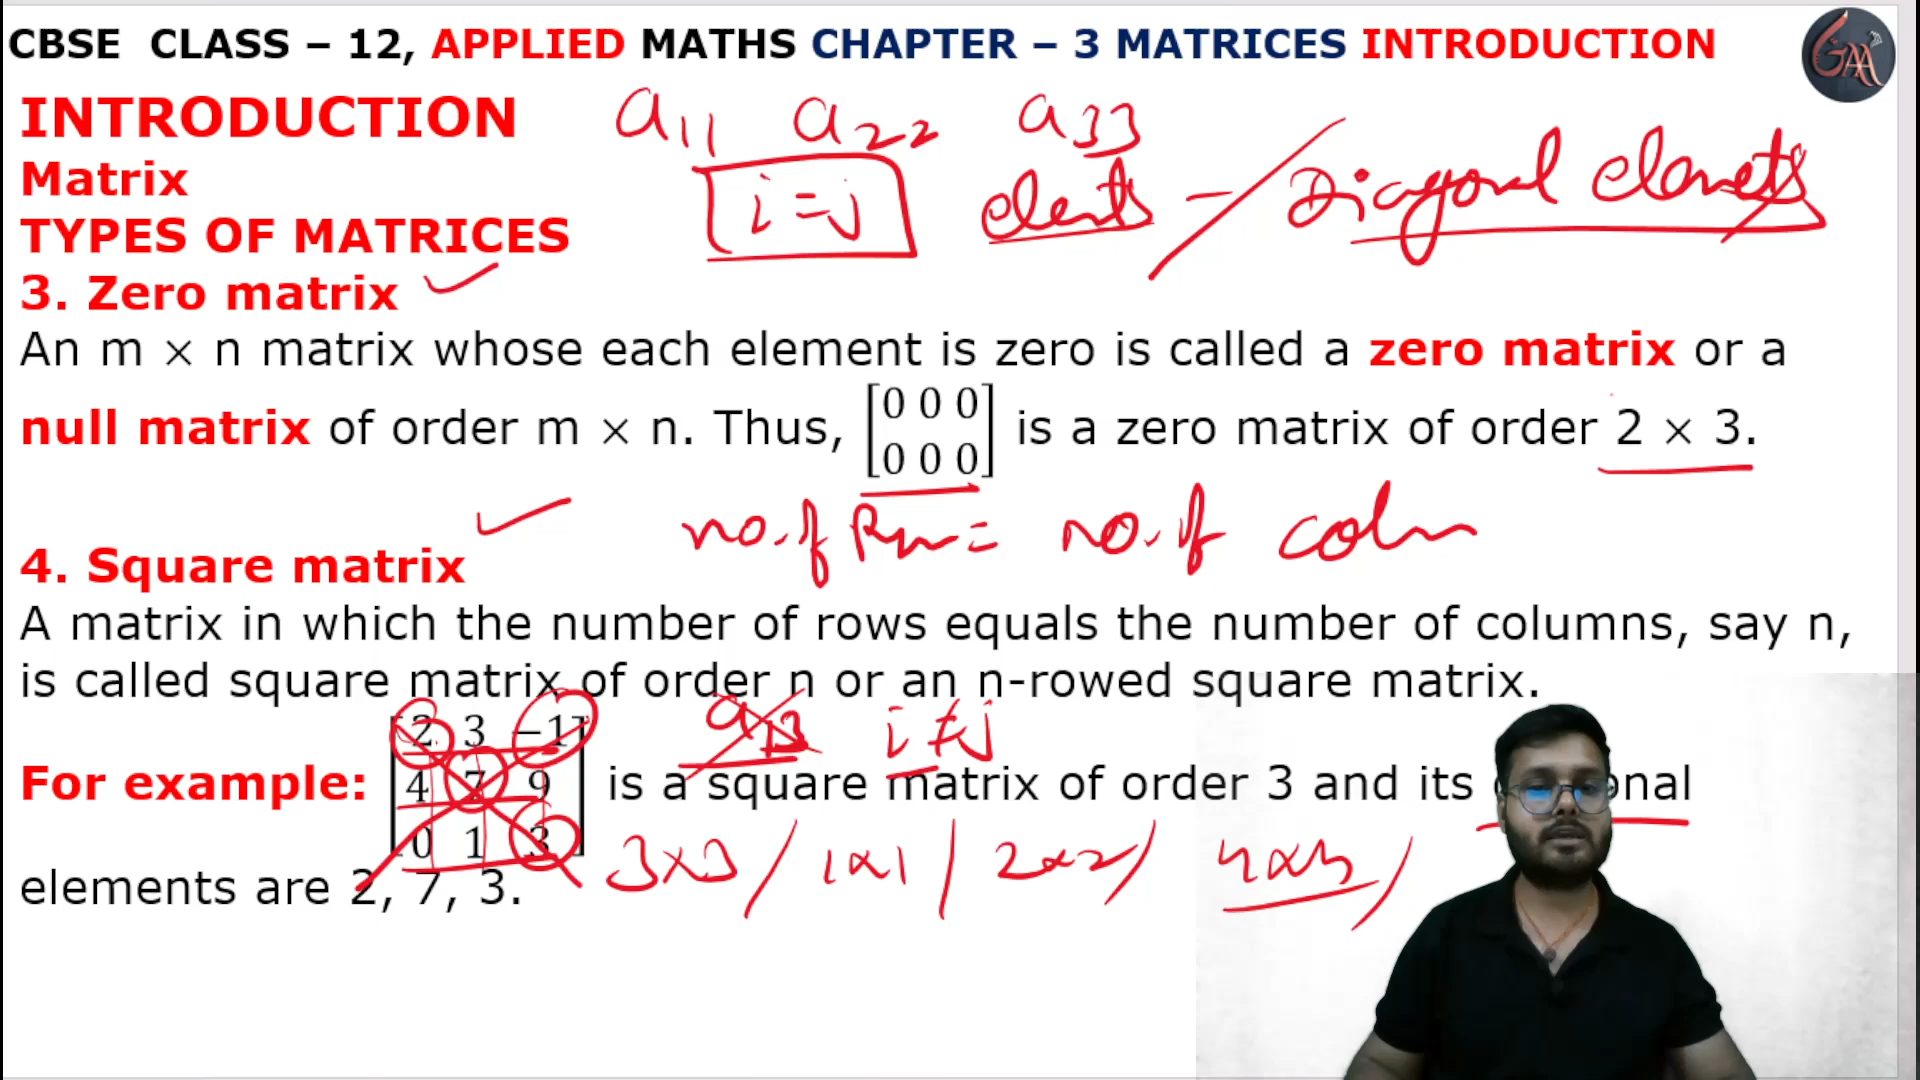 CBSE CLASS – 12, APPLIED MATHS CHAPTER – 3 MATRICES INTRODUCTION
GAA
INTRODUCTION
a11 a22 a33
Matrix
i = j elents – Diagonal elements
TYPES OF MATRICES
3. Zero matrix
An m × n matrix whose each element is zero is called a zero matrix or a
null matrix of order m × n. Thus, [0 0 0 0 0 0] is a zero matrix of order 2 × 3.
no. of Row = no. of colm
4. Square matrix
A matrix in which the number of rows equals the number of columns, say n,
is called square matrix of order n or an n-rowed square matrix.
a13 i ≠ j
For example: [2 3 −1 4 7 9 0 1 3] is a square matrix of order 3 and its onal
3×3 / 1×1 / 2×2 / 4×4 /
elements are 2, 7, 3.